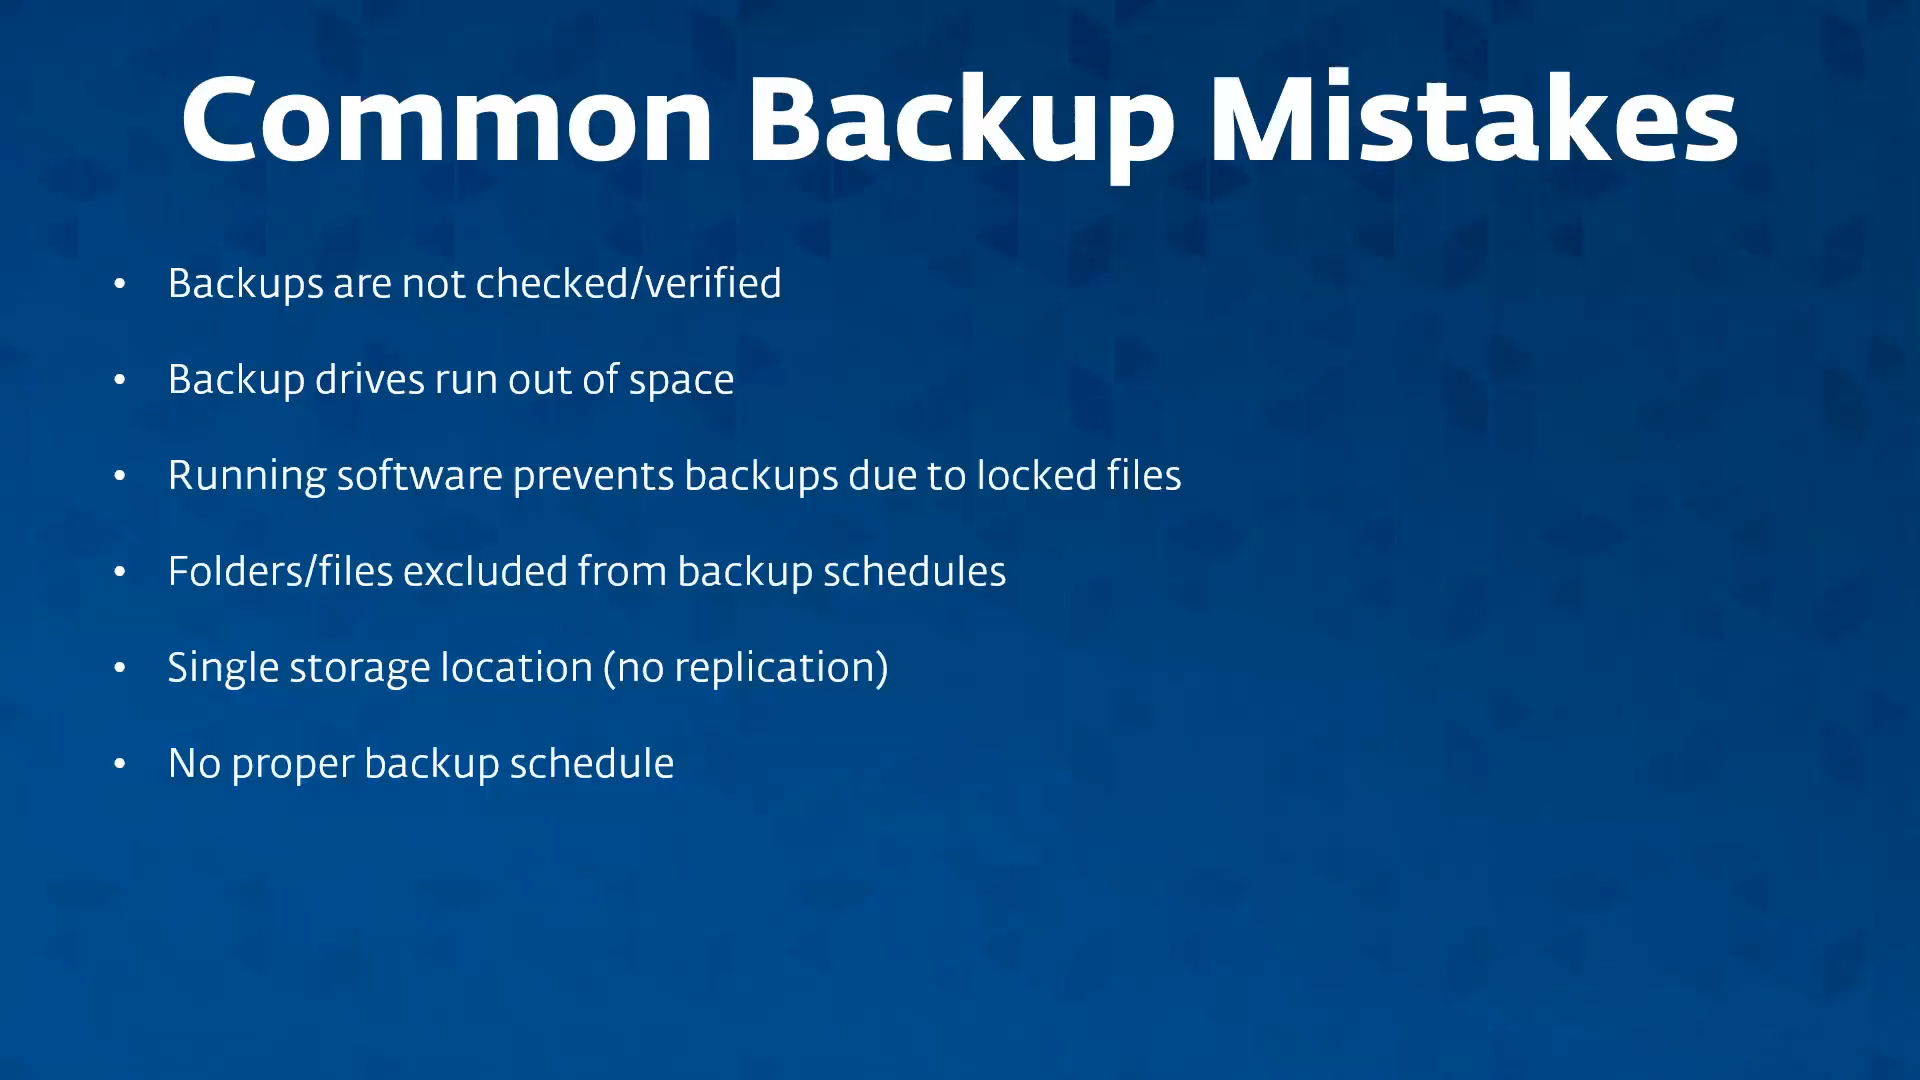 Common Backup Mistakes
• Backups are not checked/verified
• Backup drives run out of space
• Running software prevents backups due to locked files
• Folders/files excluded from backup schedules
• Single storage location (no replication)
• No proper backup schedule